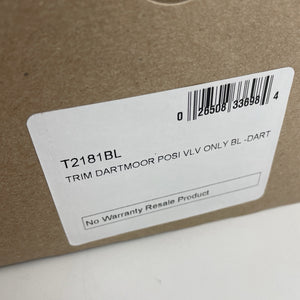 0 26508 33698 4
T2181BL
TRIM DARTMOOR POSI VLV ONLY BL -DART
No Warranty Resale Product